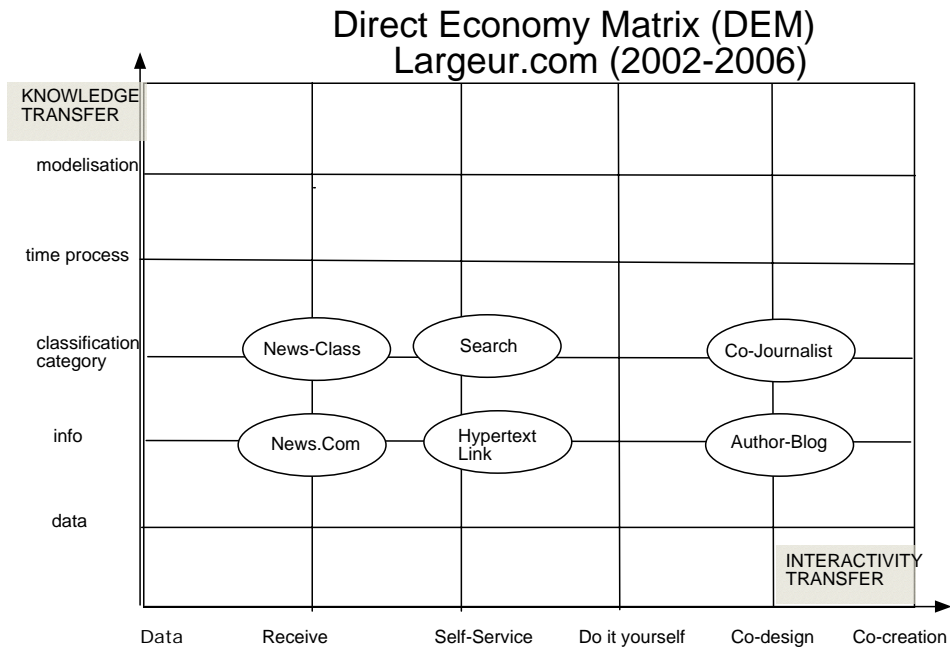 Direct Economy Matrix (DEM)
Largeur.com (2002-2006)
KNOWLEDGE
TRANSFER
modelisation
time process
classification
category
News-Class
Search
Co-Journalist
info
News.Com
Hypertext
Link
Author-Blog
data
INTERACTIVITY
TRANSFER
Data
Receive
Self-Service
Do it yourself
Co-design
Co-creation